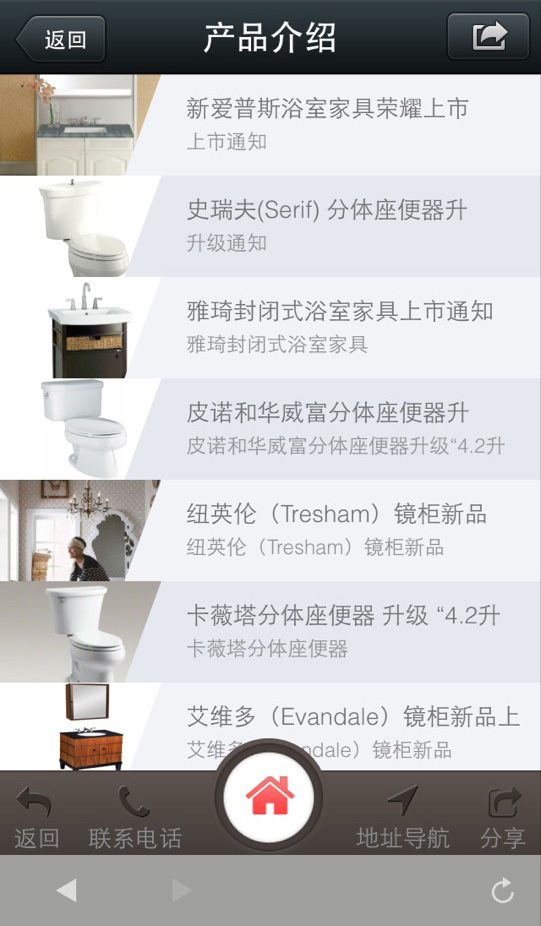 返回
产品介绍
新爱普斯浴室家具荣耀上市
上市通知
史瑞夫(Serif) 分体座便器升
升级通知
雅琦封闭式浴室家具上市通知
雅琦封闭式浴室家具
皮诺和华威富分体座便器升
皮诺和华威富分体座便器升级“4.2升
纽英伦（Tresham）镜柜新品
纽英伦（Tresham）镜柜新品
卡薇塔分体座便器 升级 “4.2升
卡薇塔分体座便器
艾维多（Evandale）镜柜新品上
艾维 ndale）镜柜新品
返回
联系电话
地址导航
分享